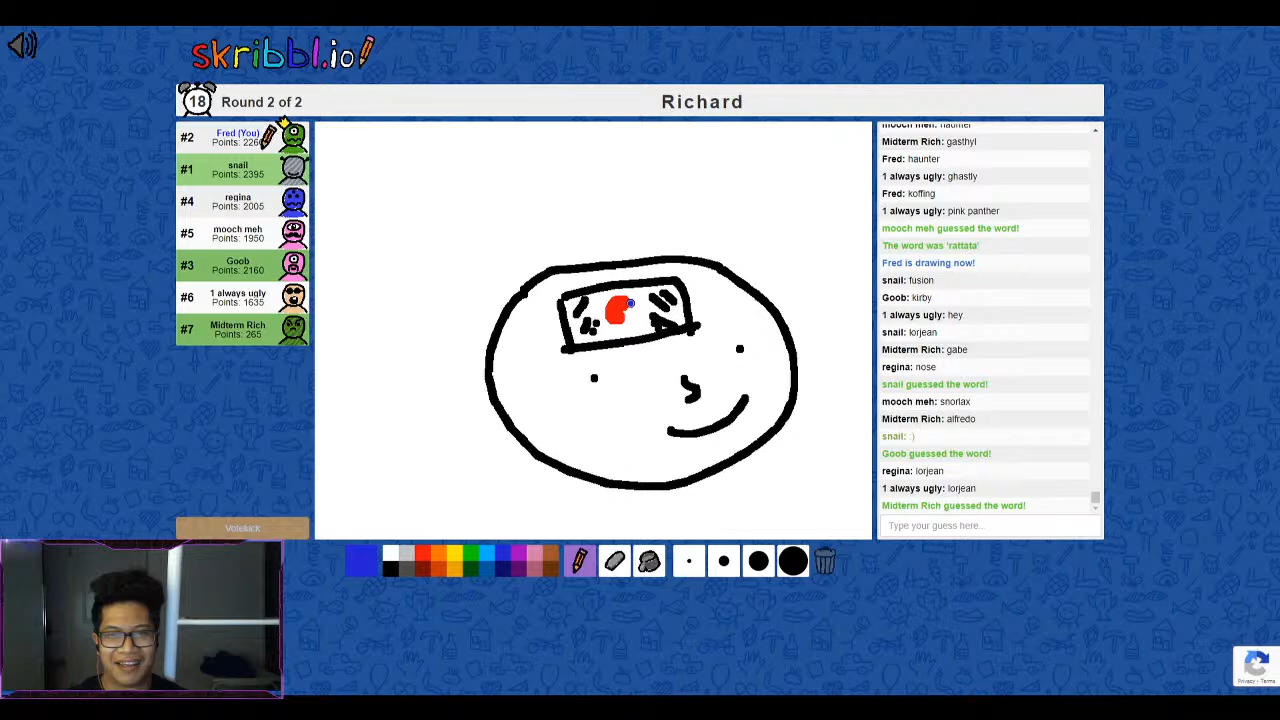 skribbl.io
18
Round 2 of 2
Richard
#2
Fred (You)
#1
snail
Points: 2395
#4
regina
Points: 2005
#5
mooch meh
Points: 1950
#3
Goob
Points: 2160
#6
1 always ugly
Points: 1635
#7
Midterm Rich
Points: 265
Votekick
mooch meh: haunter
Midterm Rich: gasthyl
Fred: haunter
1 always ugly: ghastly
Fred: koffing
1 always ugly: pink panther
mooch meh guessed the word!
The word was 'rattata'
Fred is drawing now!
snail: fusion
Goob: kirby
1 always ugly: hey
snail: lorjean
Midterm Rich: gabe
regina: nose
snail guessed the word!
mooch meh: snorlax
Midterm Rich: alfredo
snail: :)
Goob guessed the word!
regina: lorjean
1 always ugly: lorjean
Midterm Rich guessed the word!
Type your guess here...
Privacy - Terms